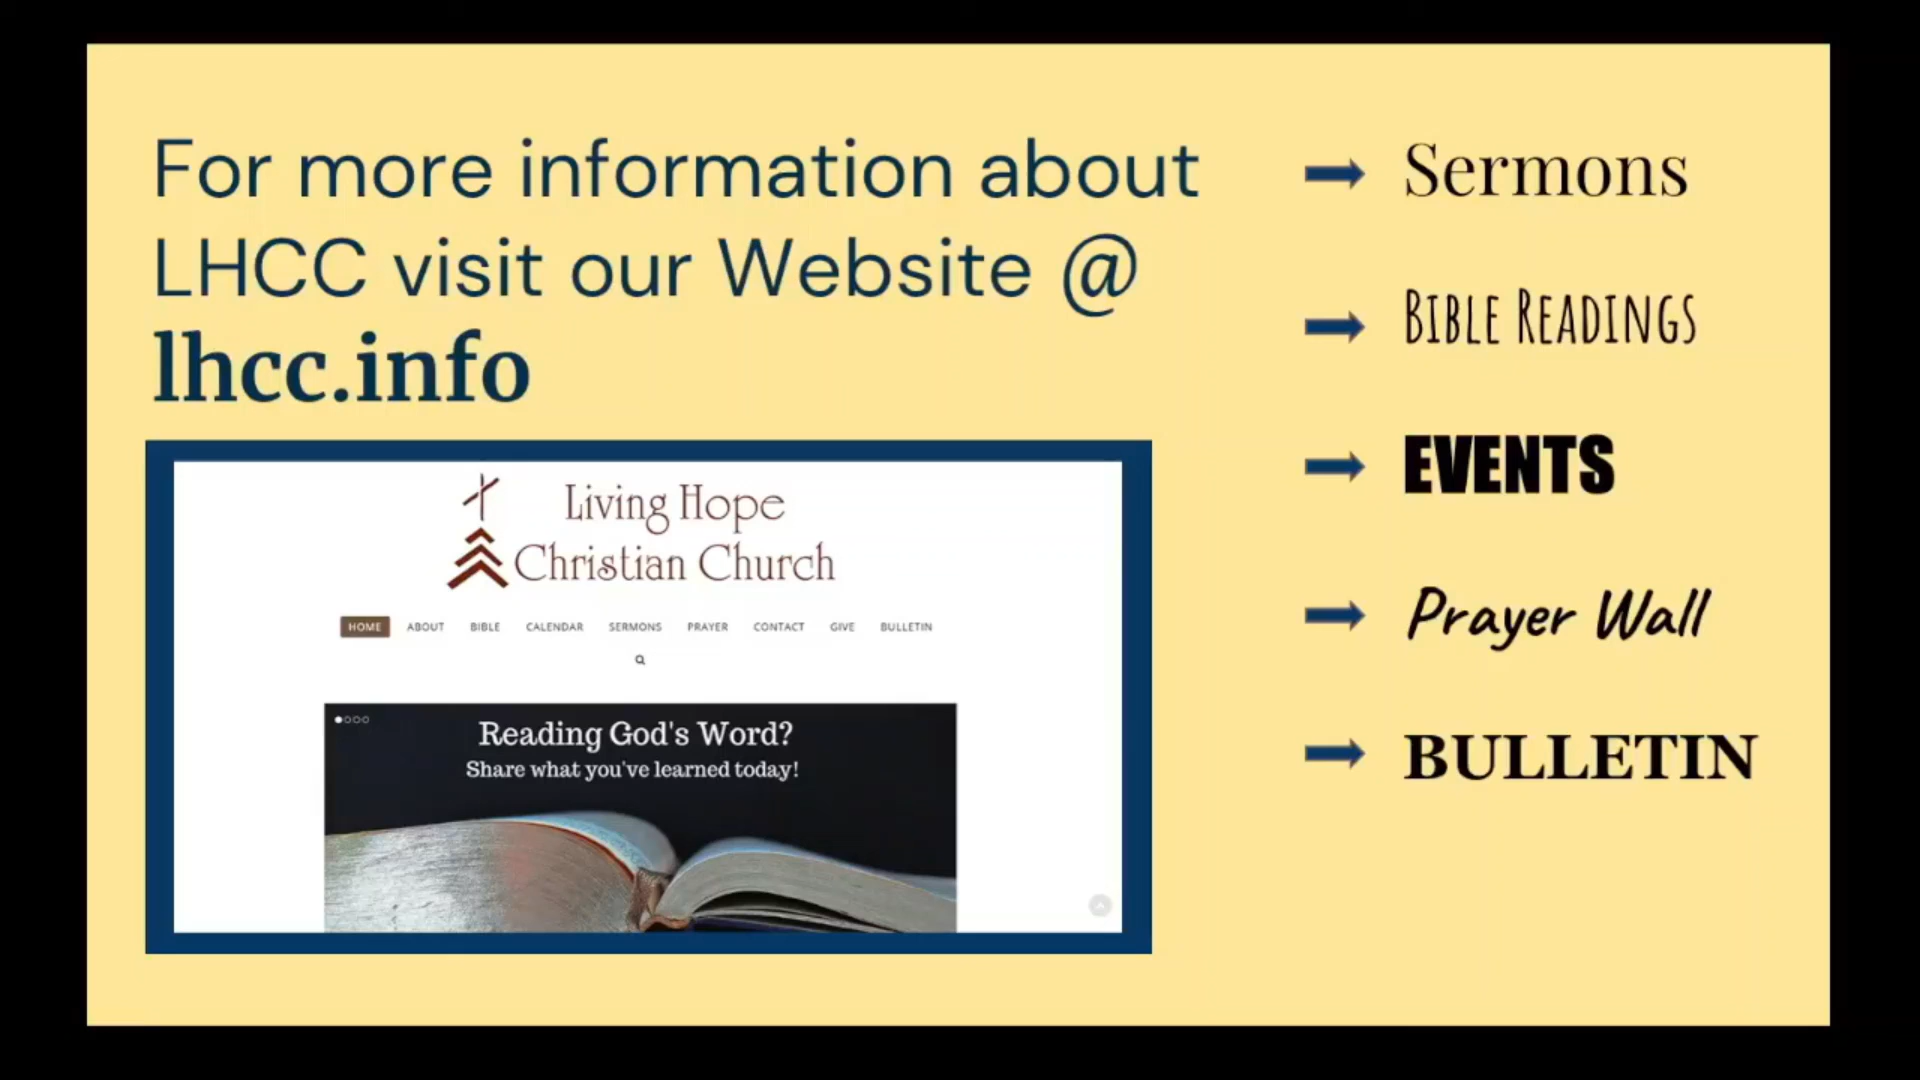 For more information about
LHCC visit our Website @
lhcc.info
Living Hope
Christian Church
HOME ABOUT BIBLE CALENDAR SERMONS PRAYER CONTACT GIVE BULLETIN
Reading God's Word?
Share what you've learned today!
Sermons
BIBLE READINGS
EVENTS
Prayer Wall
BULLETIN